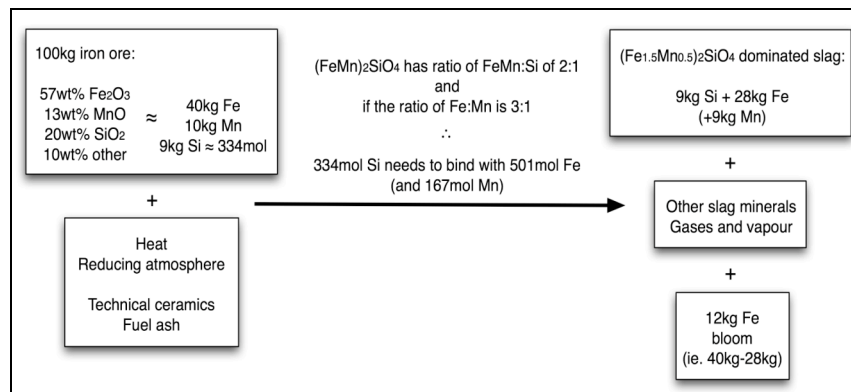 100kg iron ore:
57wt% Fe2O3
13wt% MnO
20wt% SiO2
10wt% other
≈
40kg Fe
10kg Mn
9kg Si ≈ 334mol
+
Heat
Reducing atmosphere
Technical ceramics
Fuel ash
(FeMn)2SiO4 has ratio of FeMn:Si of 2:1
and
if the ratio of Fe:Mn is 3:1
∴
334mol Si needs to bind with 501mol Fe
(and 167mol Mn)
(Fe1.5Mn0.5)2SiO4 dominated slag:
9kg Si + 28kg Fe
(+9kg Mn)
+
Other slag minerals
Gases and vapour
+
12kg Fe
bloom
(ie. 40kg-28kg)